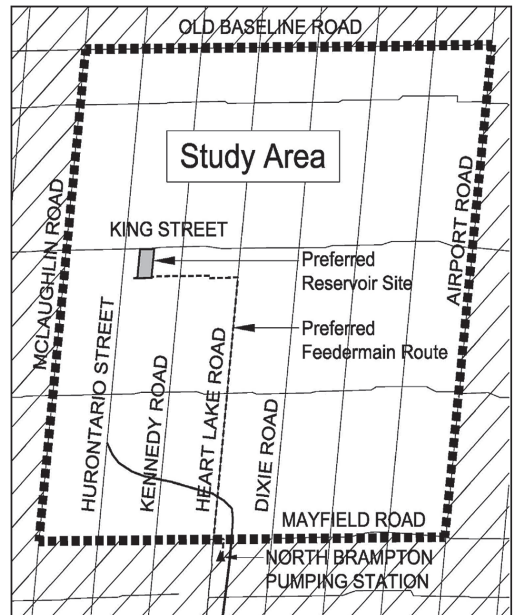 OLD BASELINE ROAD
Study Area
MCLAUGHLIN ROAD
AIRPORT ROAD
KING STREET
Preferred
Reservoir Site
Preferred
Feedermain Route
HURONTARIO STREET
KENNEDY ROAD
HEART LAKE ROAD
DIXIE ROAD
MAYFIELD ROAD
NORTH BRAMPTON
PUMPING STATION